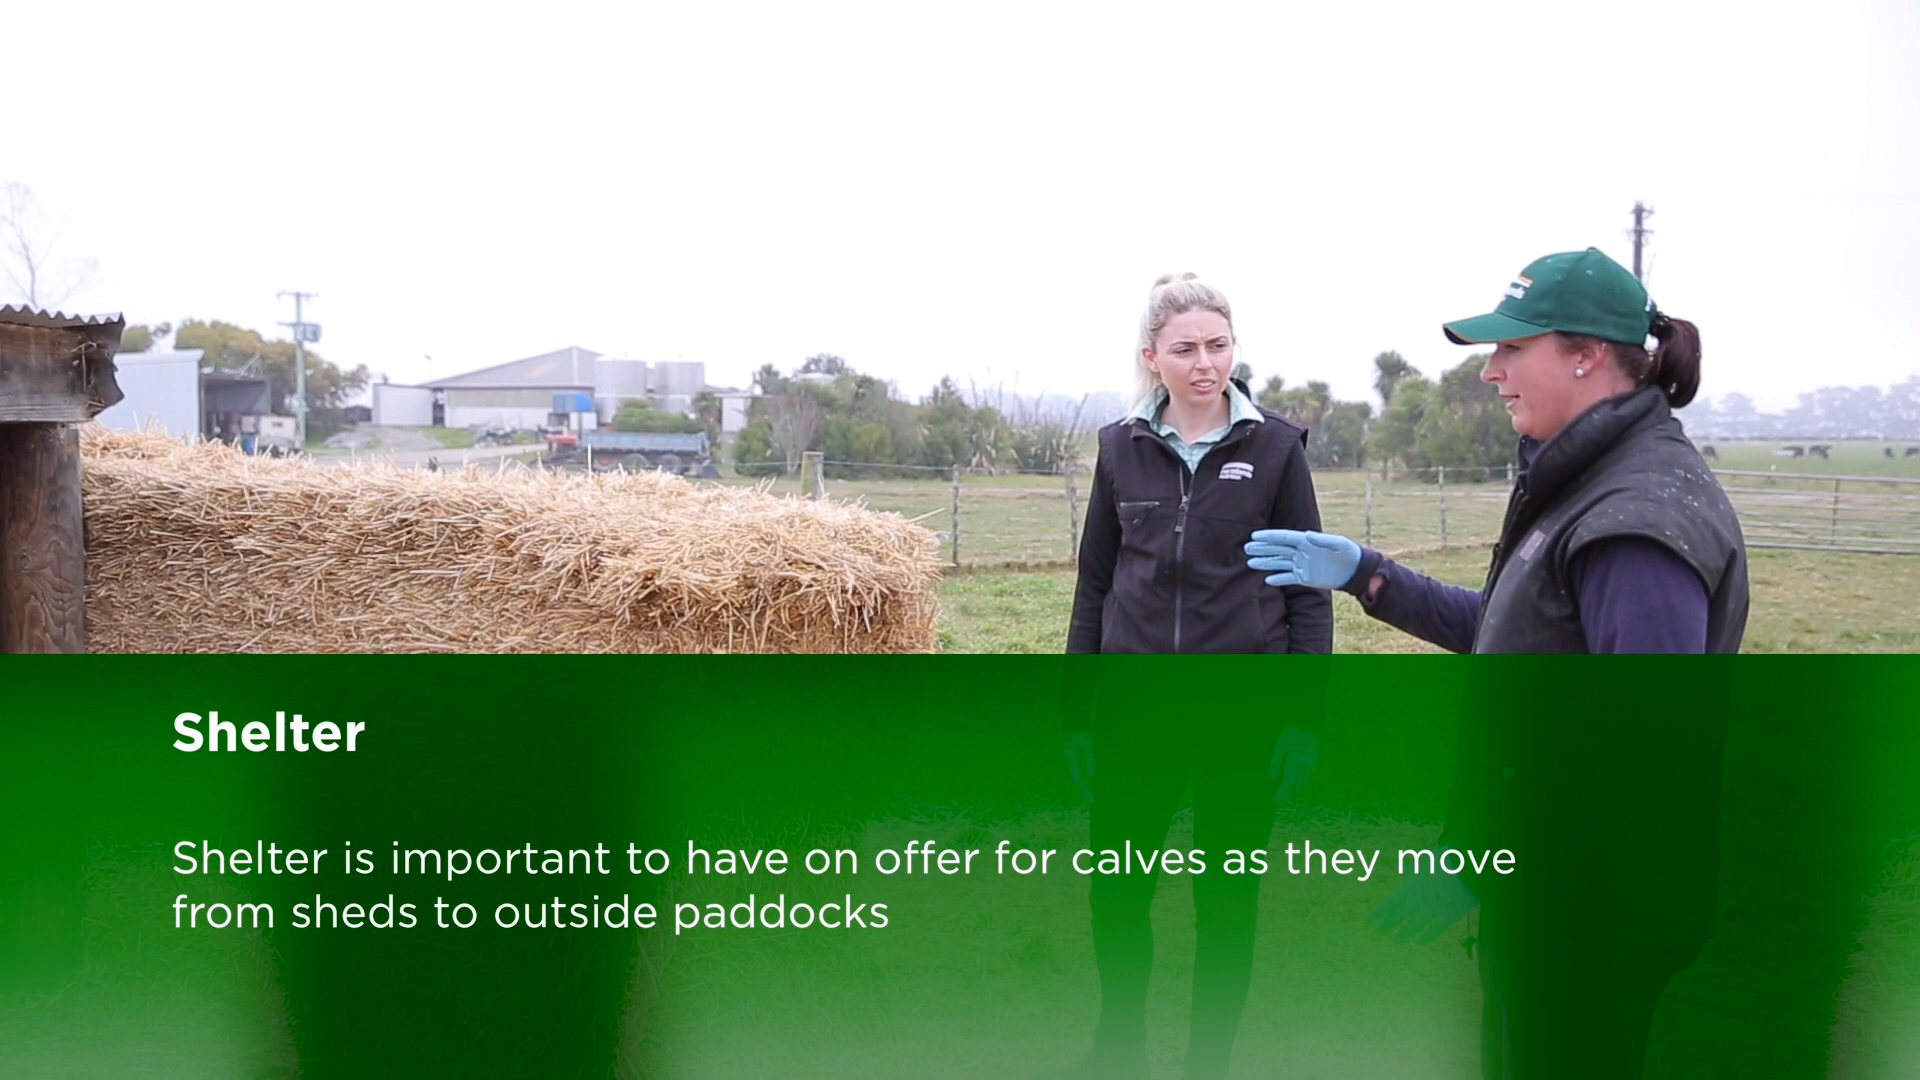 Shelter
Shelter is important to have on offer for calves as they move
from sheds to outside paddocks